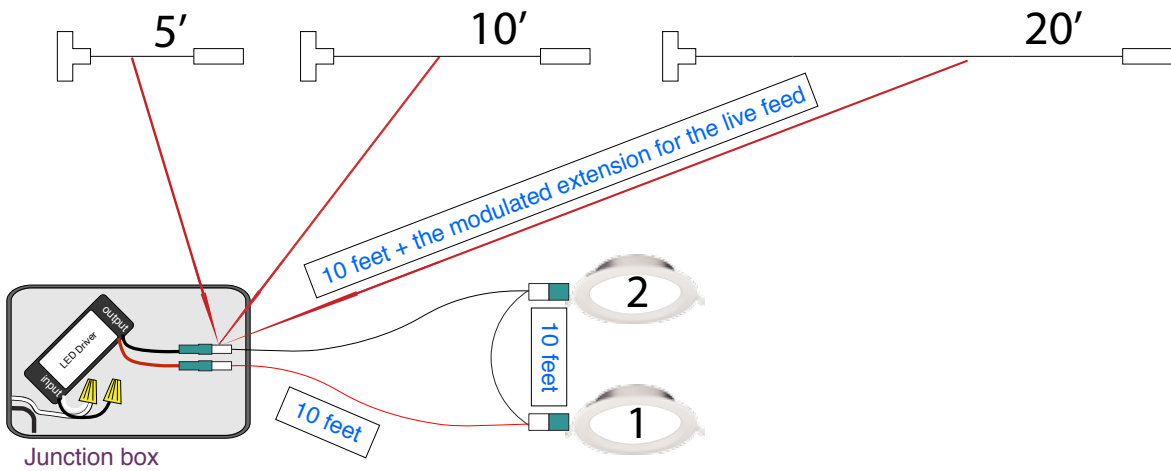 5’
10’
20’
10 feet + the modulated extension for the live feed
output
LED Driver
input
2
10 feet
1
10 feet
Junction box